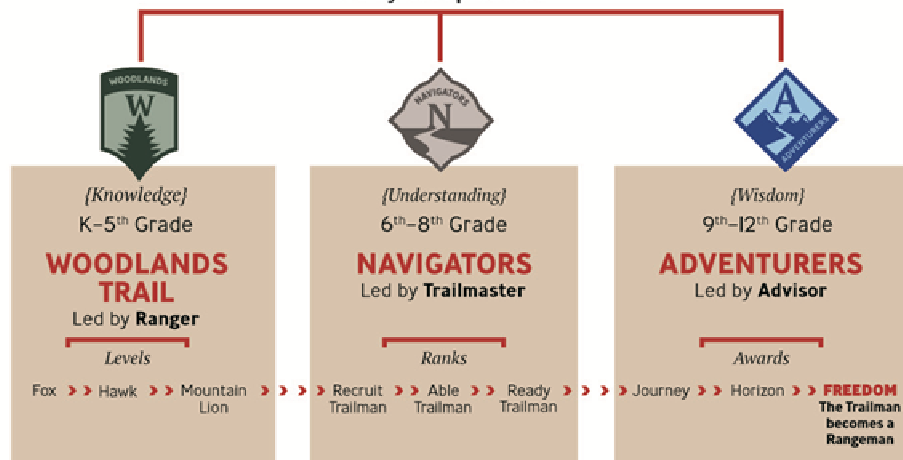 WOODLANDS
W
NAVIGATORS
N
A
ADVENTURERS
{Knowledge}
K–5th Grade
WOODLANDS
TRAIL
Led by Ranger
Levels
Fox >> Hawk >> Mountain
Lion
{Understanding}
6th–8th Grade
NAVIGATORS
Led by Trailmaster
Ranks
> > > > Recruit
Trailman
>> Able
Trailman
>> Ready
Trailman
{Wisdom}
9th–12th Grade
ADVENTURERS
Led by Advisor
Awards
> > > > Journey >> Horizon >> FREEDOM
The Trailman
becomes a
Rangeman